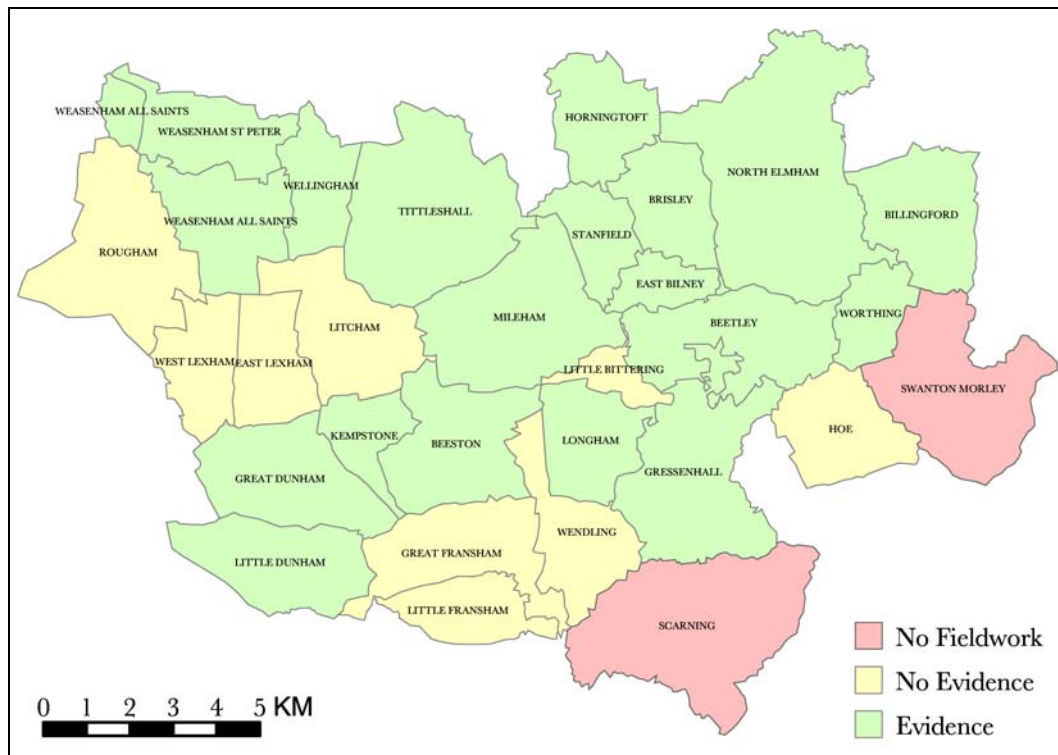 WEASENHAM ALL SAINTS
WEASENHAM ST PETER
HORNINGTOFT
WELLINGHAM
NORTH ELMHAM
BRISLEY
TITTLESHALL
BILLINGFORD
WEASENHAM ALL SAINTS
STANFIELD
ROUGHAM
EAST BILNEY
MILEHAM
WORTHING
LITCHAM
BEETLEY
WEST LEXHAM
EAST LEXHAM
LITTLE BITTERING
SWANTON MORLEY
HOE
KEMPSTONE
BEESTON
LONGHAM
GRESSENHALL
GREAT DUNHAM
WENDLING
GREAT FRANSHAM
LITTLE DUNHAM
LITTLE FRANSHAM
SCARNING
No Fieldwork
No Evidence
Evidence
0 1 2 3 4 5 KM